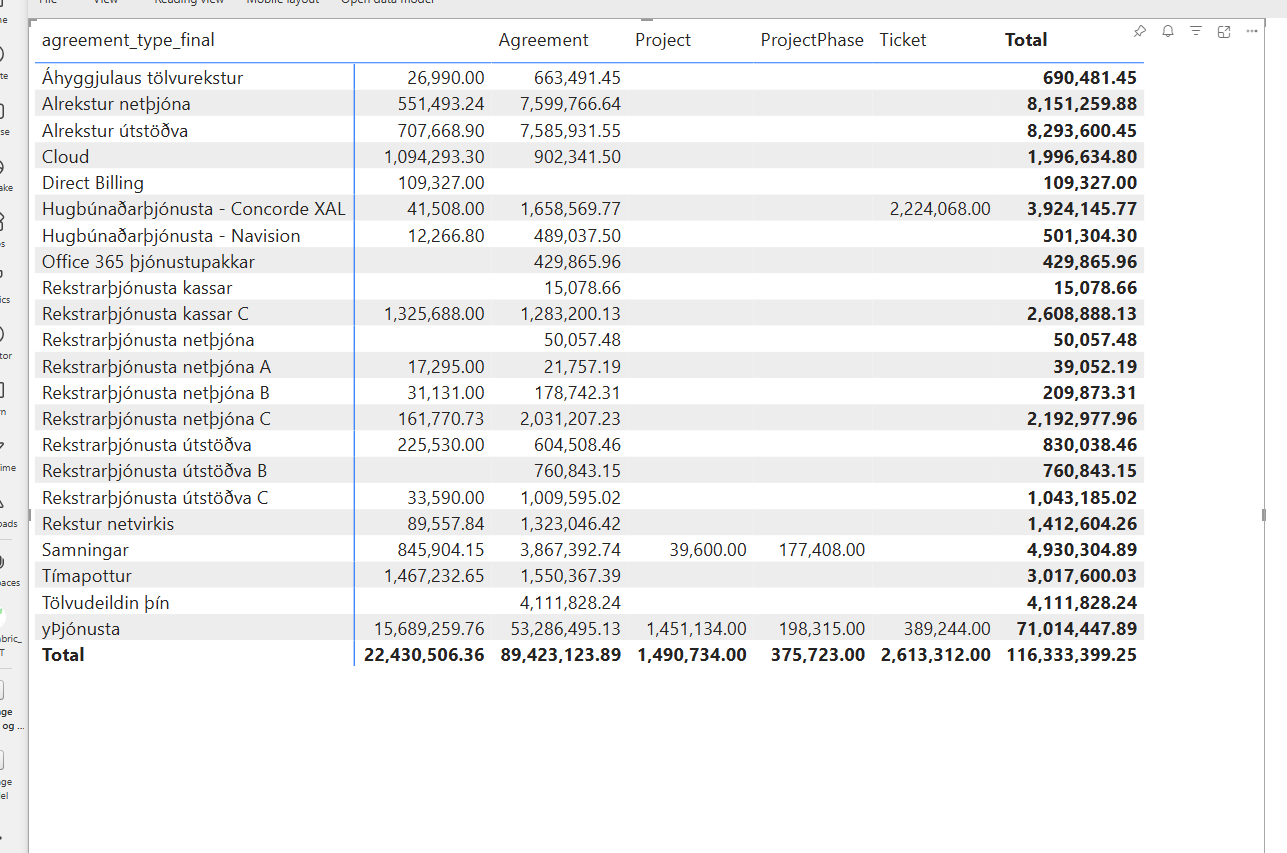 File View Reading view Mobile layout Open data model
agreement_type_final Agreement Project ProjectPhase Ticket Total
Áhyggjulaus tölvurekstur 26,990.00 663,491.45 690,481.45
Alrekstur netþjóna 551,493.24 7,599,766.64 8,151,259.88
Alrekstur útstöðva 707,668.90 7,585,931.55 8,293,600.45
Cloud 1,094,293.30 902,341.50 1,996,634.80
Direct Billing 109,327.00 109,327.00
Hugbúnaðarþjónusta - Concorde XAL 41,508.00 1,658,569.77 2,224,068.00 3,924,145.77
Hugbúnaðarþjónusta - Navision 12,266.80 489,037.50 501,304.30
Office 365 þjónustupakkar 429,865.96 429,865.96
Rekstrarþjónusta kassar 15,078.66 15,078.66
Rekstrarþjónusta kassar C 1,325,688.00 1,283,200.13 2,608,888.13
Rekstrarþjónusta netþjóna 50,057.48 50,057.48
Rekstrarþjónusta netþjóna A 17,295.00 21,757.19 39,052.19
Rekstrarþjónusta netþjóna B 31,131.00 178,742.31 209,873.31
Rekstrarþjónusta netþjóna C 161,770.73 2,031,207.23 2,192,977.96
Rekstrarþjónusta útstöðva 225,530.00 604,508.46 830,038.46
Rekstrarþjónusta útstöðva B 760,843.15 760,843.15
Rekstrarþjónusta útstöðva C 33,590.00 1,009,595.02 1,043,185.02
Rekstur netvirkis 89,557.84 1,323,046.42 1,412,604.26
Samningar 845,904.15 3,867,392.74 39,600.00 177,408.00 4,930,304.89
Tímapottur 1,467,232.65 1,550,367.39 3,017,600.03
Tölvudeildin þín 4,111,828.24 4,111,828.24
yÞjónusta 15,689,259.76 53,286,495.13 1,451,134.00 198,315.00 389,244.00 71,014,447.89
Total 22,430,506.36 89,423,123.89 1,490,734.00 375,723.00 2,613,312.00 116,333,399.25